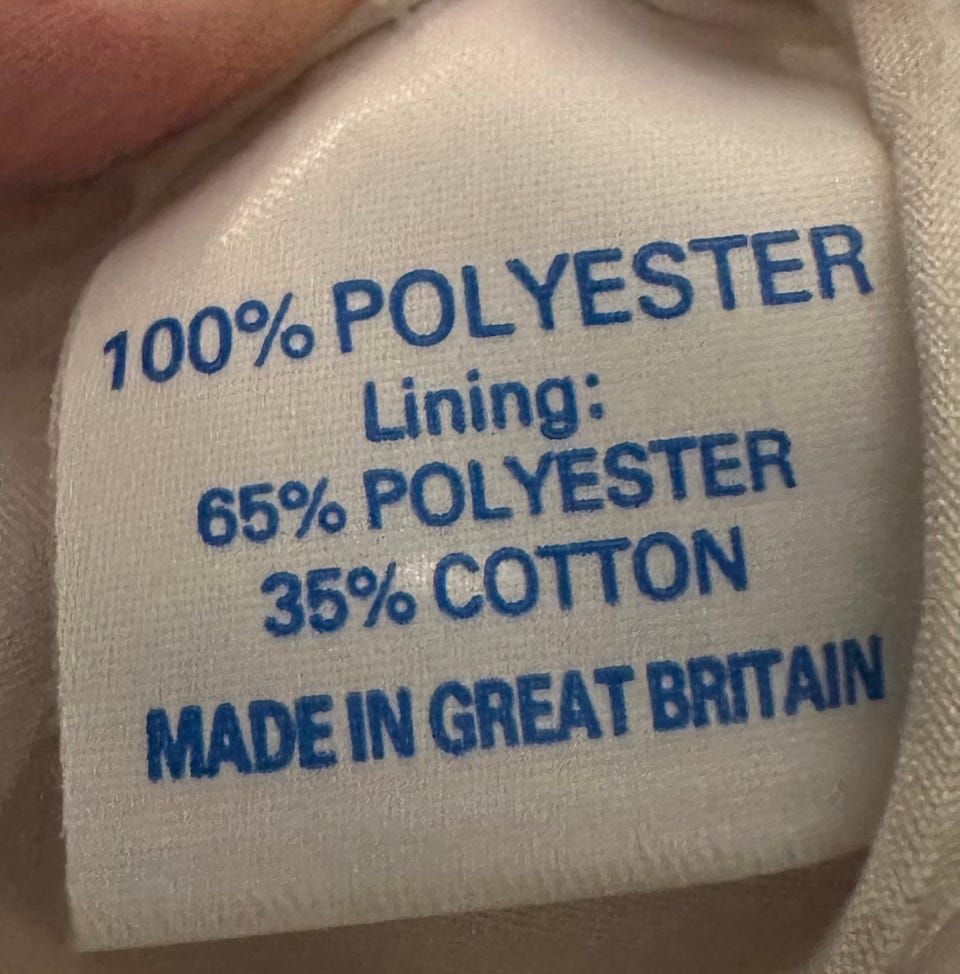 100% POLYESTER
Lining:
65% POLYESTER
35% COTTON
MADE IN GREAT BRITAIN